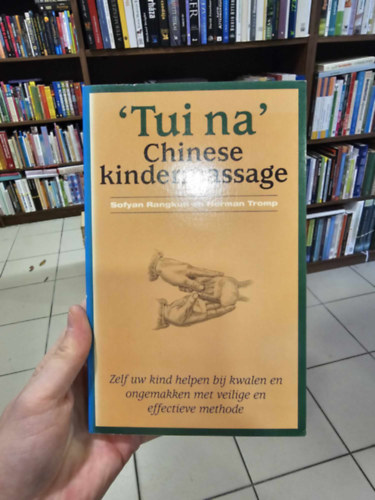 'Tui na'
Chinese
kindermassage
Sofyan Rangkuti Herman Tromp
Zelf uw kind helpen bij kwalen en
ongemakken met veilige en
effectieve methode